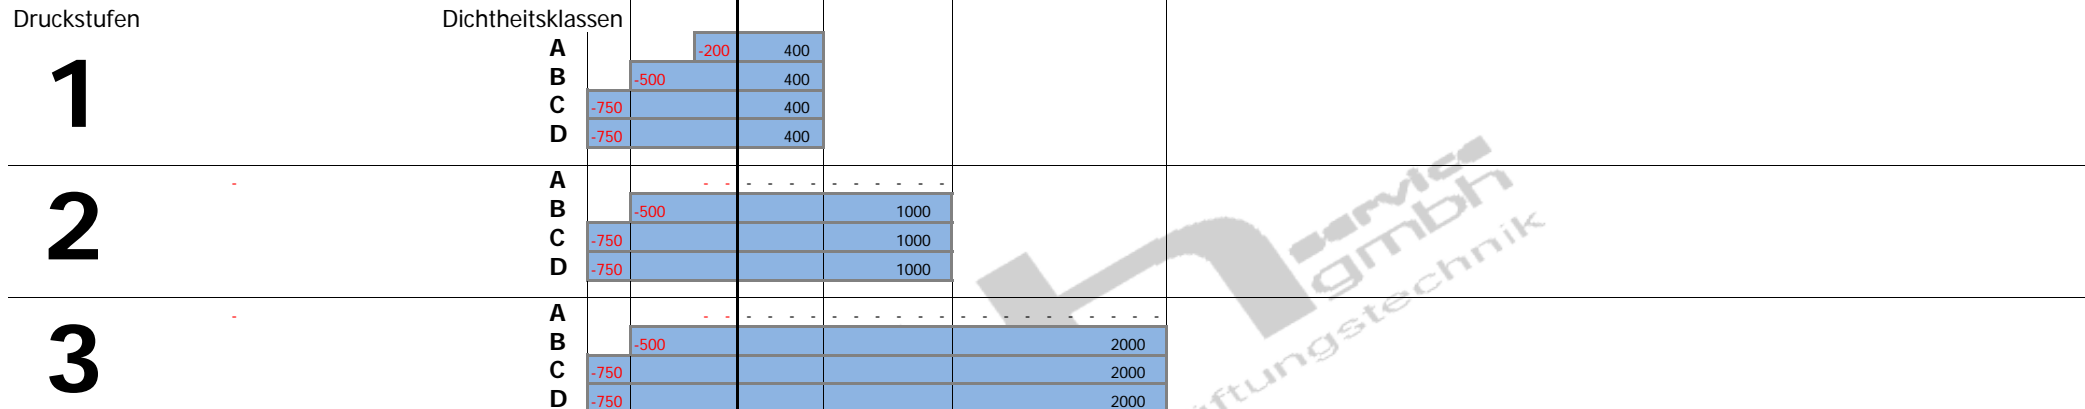 Druckstufen Dichtheitsklassen
1
A -200 400
B -500 400
C -750 400
D -750 400
2
- A - - - - - - - - - - - -
B -500 1000
C -750 1000
D -750 1000
3
- A - - - - - - - - - - - - - - - - - - - - - -
B -500 2000
C -750 2000
D -750 2000
service
gmbh